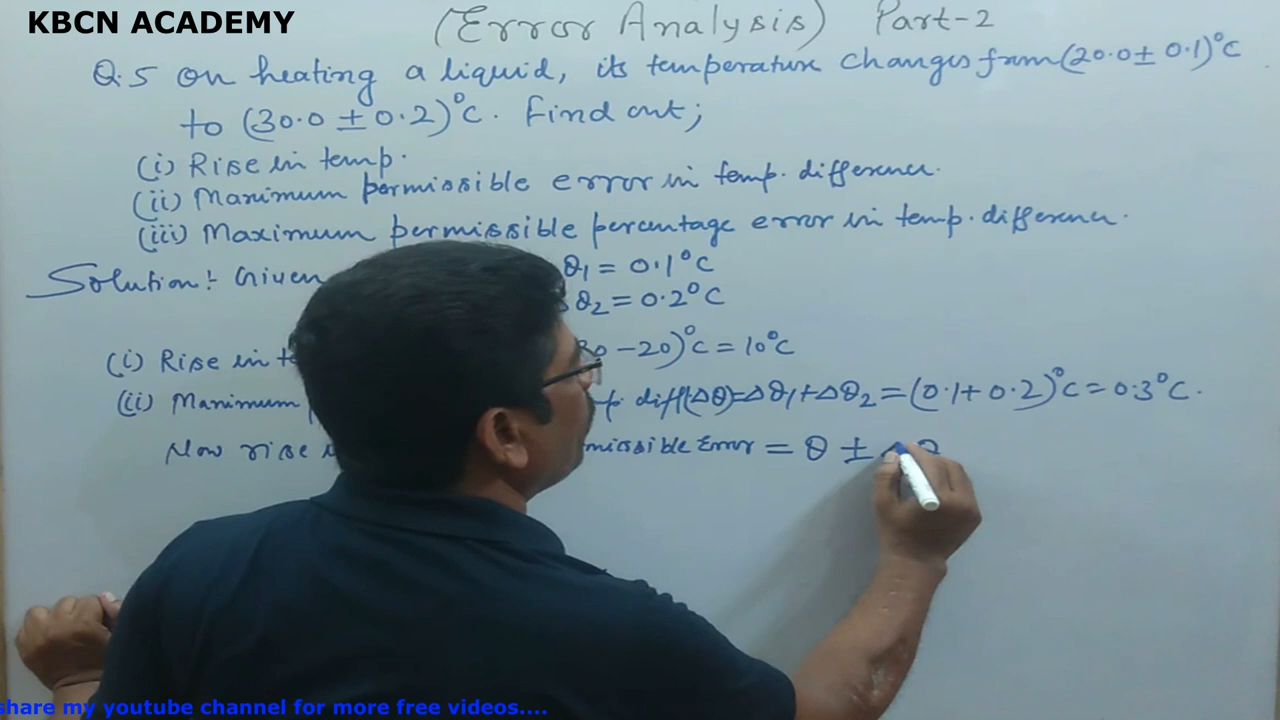 KBCN ACADEMY
(Error Analysis) Part-2
Q.5 On heating a liquid, its temperature changes from (20.0 ± 0.1)°C
to (30.0 ± 0.2)°C. Find out;
(i) Rise in temp.
(ii) Maximum permissible error in temp. difference.
(iii) Maximum permissible percentage error in temp. difference.
Solution:- Given θ₁ = 0.1°C
θ₂ = 0.2°C
(i) Rise in -20)°C = 10°C
(ii) Maximum diff(Δθ)=Δθ₁+Δθ₂ = (0.1+0.2)°C = 0.3°C.
Now rise missible Error = θ ±
share my youtube channel for more free videos....